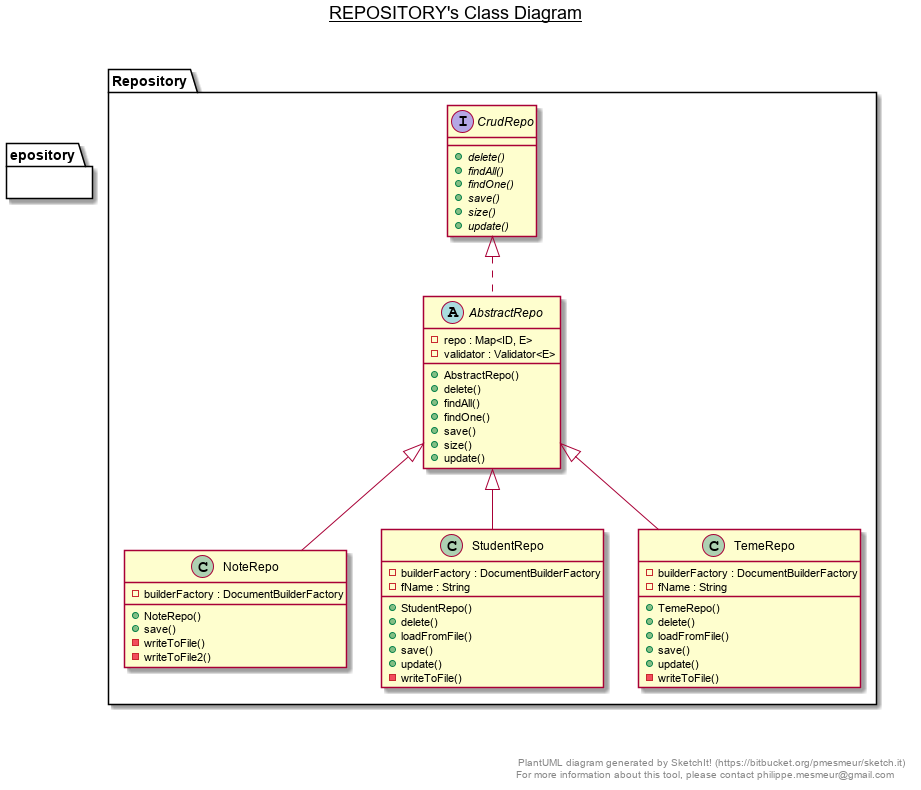 REPOSITORY's Class Diagram
Repository
epository
I CrudRepo
delete()
findAll()
findOne()
save()
size()
update()
A AbstractRepo
repo : Map<ID, E>
validator : Validator<E>
AbstractRepo()
delete()
findAll()
findOne()
save()
size()
update()
C NoteRepo
builderFactory : DocumentBuilderFactory
NoteRepo()
save()
writeToFile()
writeToFile2()
C StudentRepo
builderFactory : DocumentBuilderFactory
fName : String
StudentRepo()
delete()
loadFromFile()
save()
update()
writeToFile()
C TemeRepo
builderFactory : DocumentBuilderFactory
fName : String
TemeRepo()
delete()
loadFromFile()
save()
update()
writeToFile()
PlantUML diagram generated by SketchIt! (https://bitbucket.org/pmesmeur/sketch.it)
For more information about this tool, please contact philippe.mesmeur@gmail.com